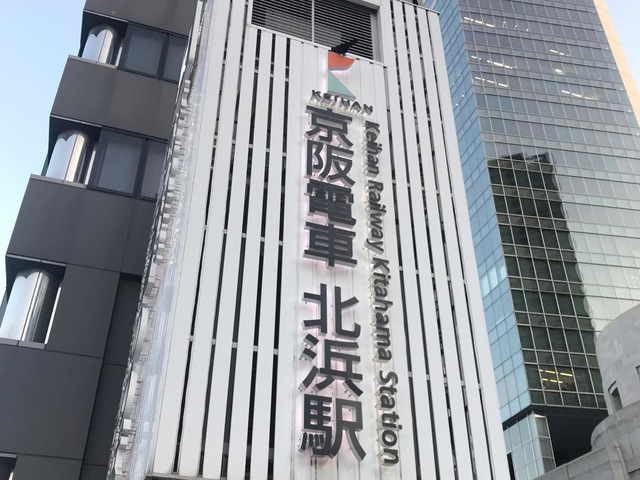 KEIHAN
京阪電車 北浜駅
Keihan Railway Kitahama Station